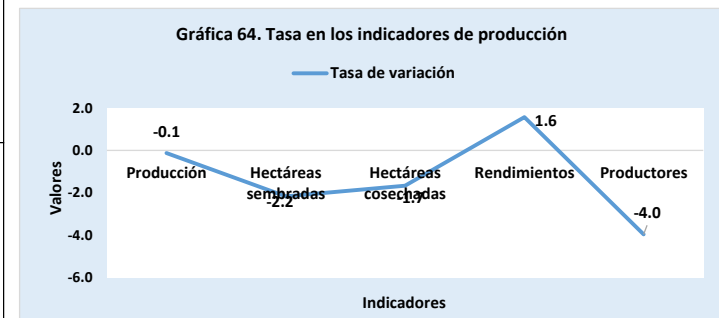 Gráfica 64. Tasa en los indicadores de producción
Tasa de variación
2.0
0.0
-2.0
-4.0
-6.0
Valores
-0.1
-2.2
-1.7
1.6
-4.0
Producción
Hectáreas
sembradas
Hectáreas
cosechadas
Rendimientos
Productores
Indicadores